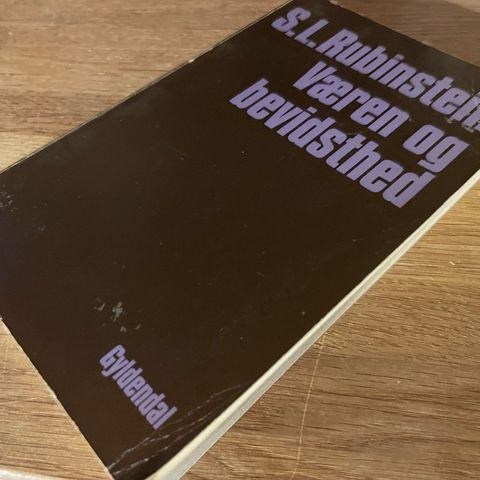 S.L.Rubinstein
Væren og
bevidsthed
Gyldendal